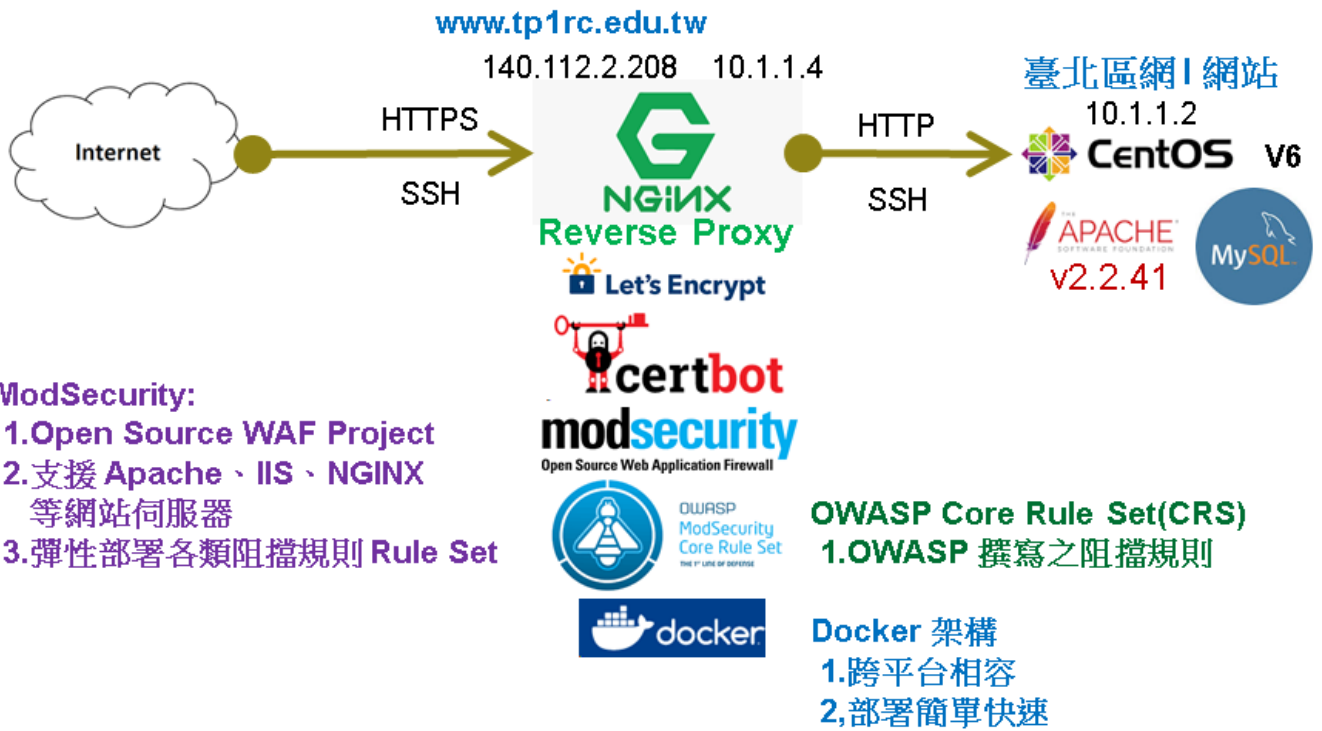 www.tp1rc.edu.tw
140.112.2.208 10.1.1.4
Internet
HTTPS
SSH
NGiNX
Reverse Proxy
HTTP
SSH
臺北區網I 網站
10.1.1.2
CentOS V6
THE
APACHE
SOFTWARE FOUNDATION
v2.2.41
MySQL
Let's Encrypt
certbot
modsecurity
Open Source Web Application Firewall
OWASP
ModSecurity
Core Rule Set
THE 1ST LINE OF DEFENSE
docker
ModSecurity:
1.Open Source WAF Project
2.支援 Apache、IIS、NGINX
等網站伺服器
3.彈性部署各類阻擋規則 Rule Set
OWASP Core Rule Set(CRS)
1.OWASP 撰寫之阻擋規則
Docker 架構
1.跨平台相容
2,部署簡單快速